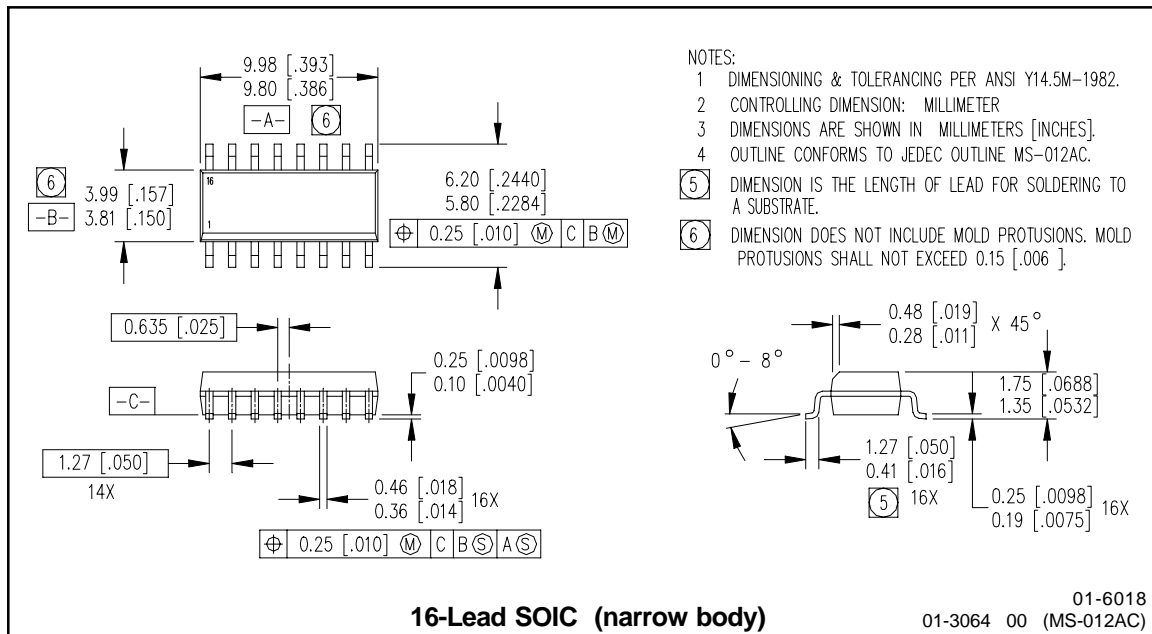 9.98 [.393]
9.80 [.386]
-A- 6
6
3.99 [.157]
3.81 [.150]
-B-
16
1
6.20 [.2440]
5.80 [.2284]
⌖ 0.25 [.010] Ⓜ C B Ⓜ
NOTES:
1 DIMENSIONING & TOLERANCING PER ANSI Y14.5M-1982.
2 CONTROLLING DIMENSION: MILLIMETER
3 DIMENSIONS ARE SHOWN IN MILLIMETERS [INCHES].
4 OUTLINE CONFORMS TO JEDEC OUTLINE MS-012AC.
5 DIMENSION IS THE LENGTH OF LEAD FOR SOLDERING TO
A SUBSTRATE.
6 DIMENSION DOES NOT INCLUDE MOLD PROTUSIONS. MOLD
PROTUSIONS SHALL NOT EXCEED 0.15 [.006 ].
0.635 [.025]
0.25 [.0098]
0.10 [.0040]
-C-
1.27 [.050]
14X
0.46 [.018]
0.36 [.014] 16X
⌖ 0.25 [.010] Ⓜ C B Ⓢ A Ⓢ
0.48 [.019]
0.28 [.011] X 45°
0°- 8°
1.75 [.0688]
1.35 [.0532]
1.27 [.050]
0.41 [.016]
5 16X
0.25 [.0098]
0.19 [.0075] 16X
16-Lead SOIC (narrow body)
01-6018
01-3064 00 (MS-012AC)